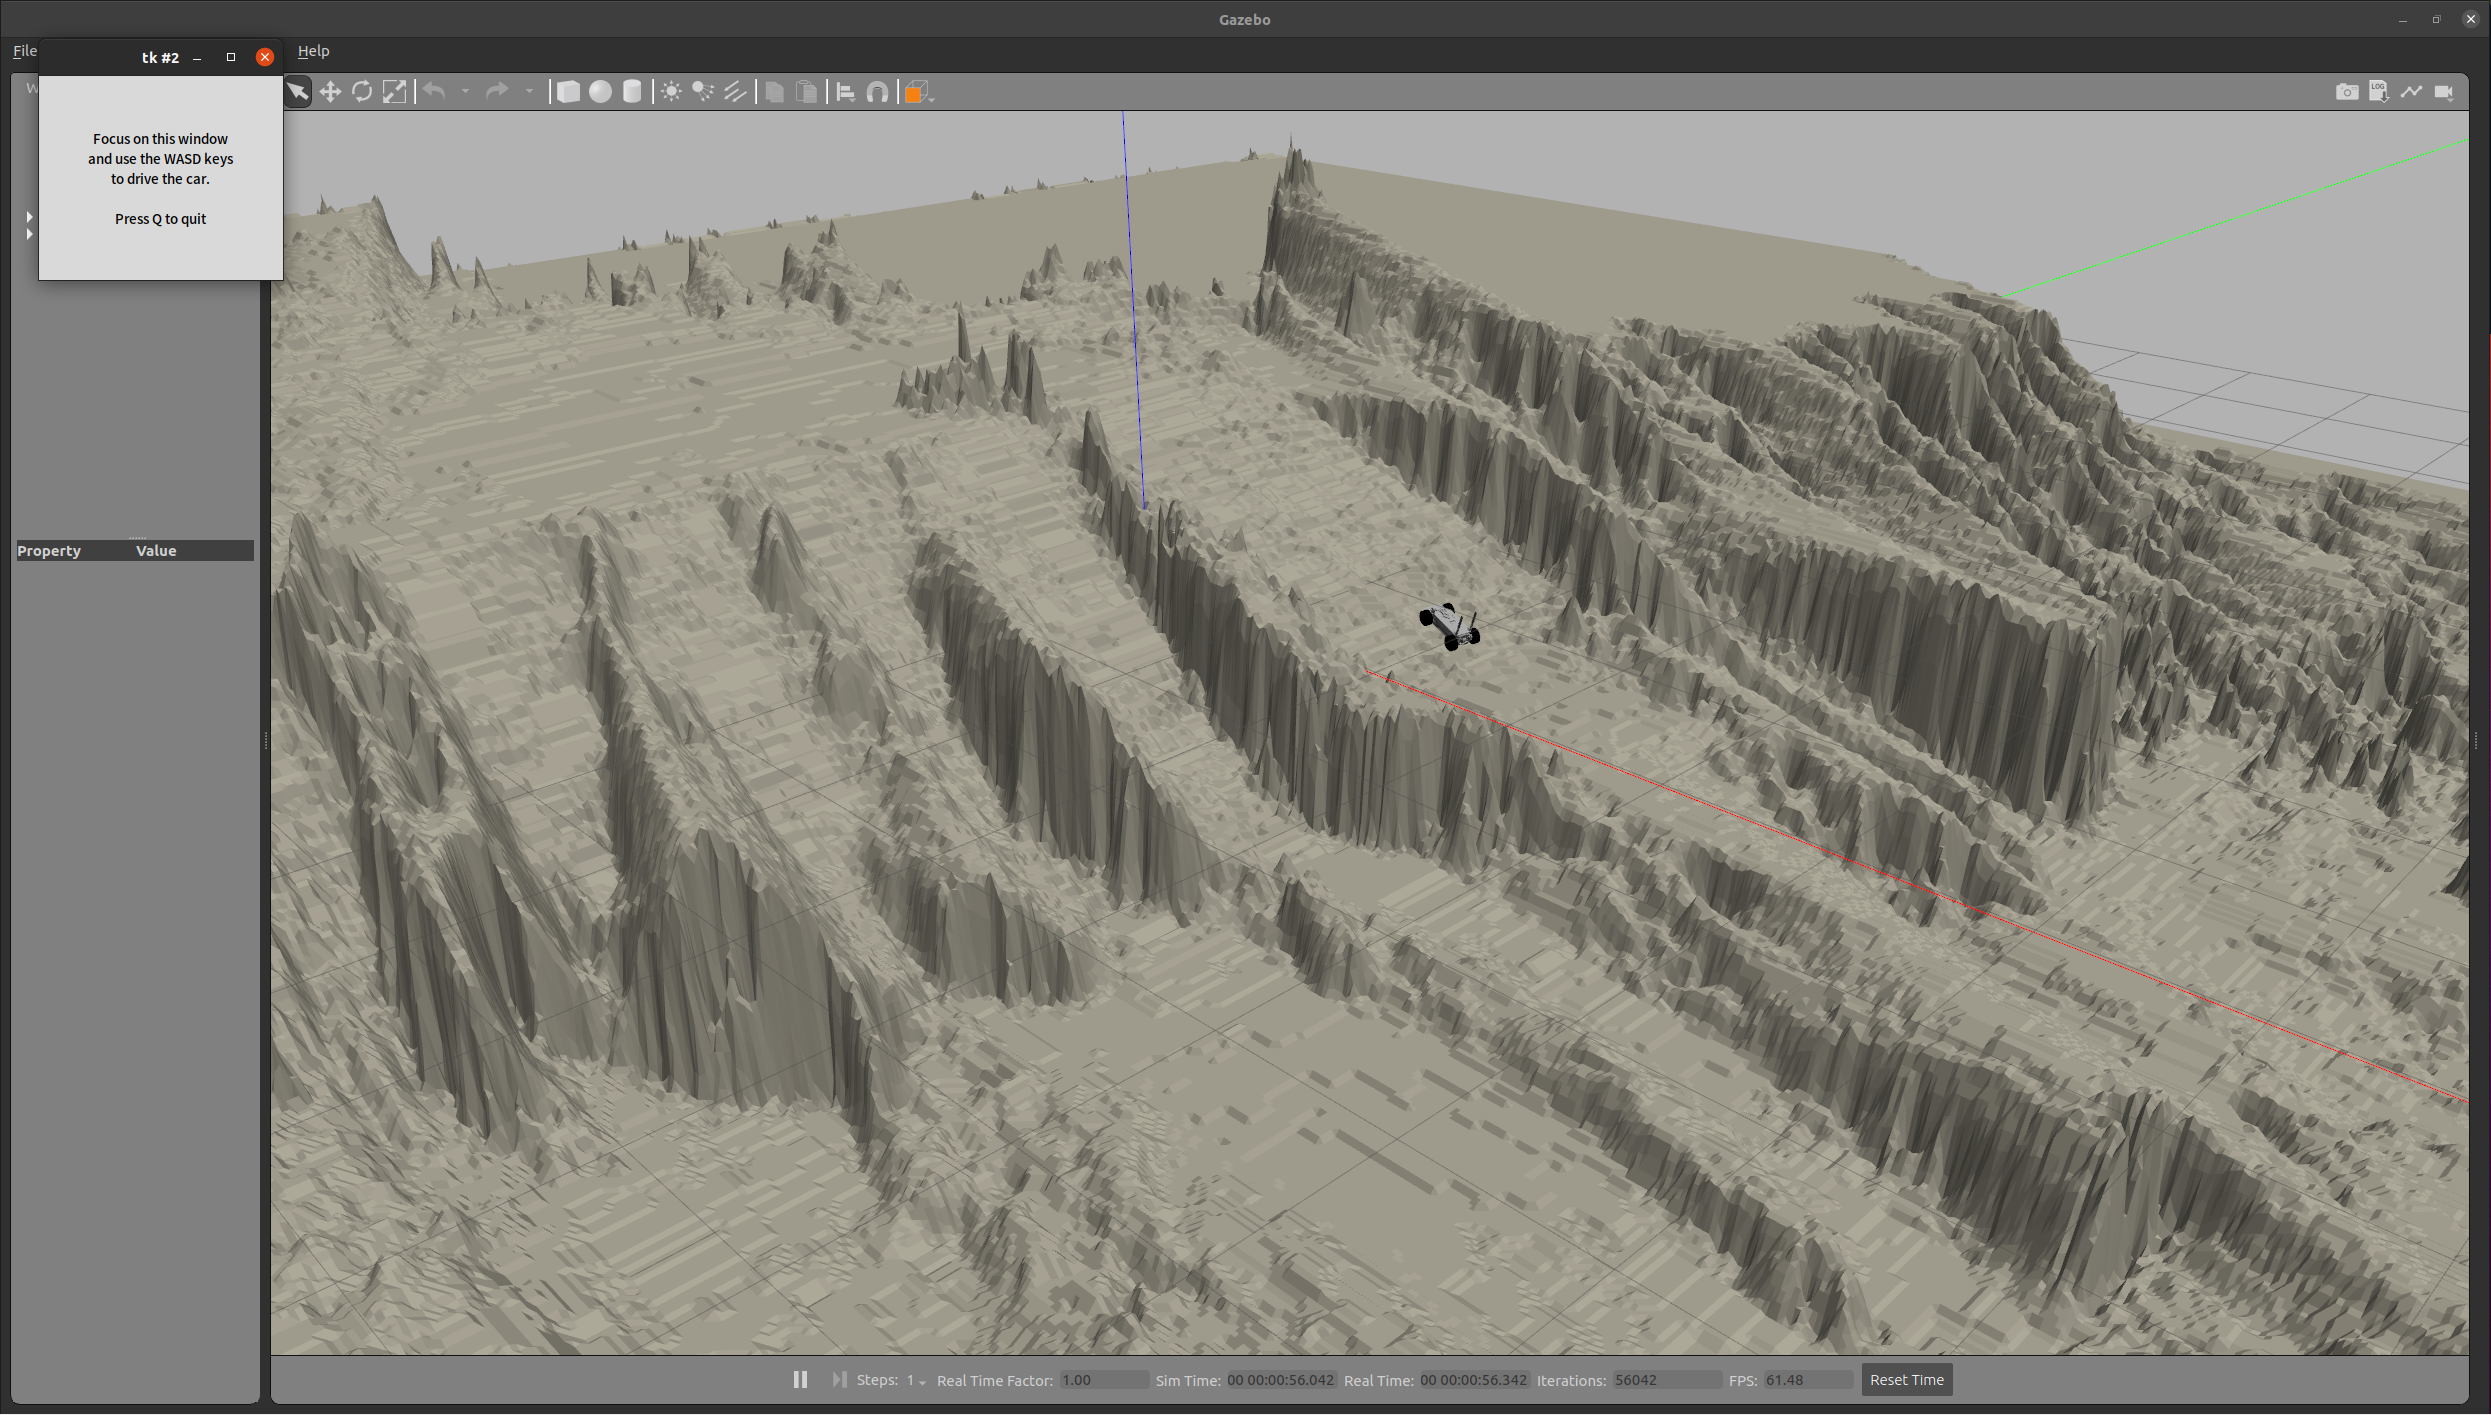 Gazebo
File
Help
tk #2
W
LOG
Focus on this window
and use the WASD keys
to drive the car.
Press Q to quit
Property Value
Steps: 1 Real Time Factor: 1.00 Sim Time: 00 00:00:56.042 Real Time: 00 00:00:56.342 Iterations: 56042 FPS: 61.48 Reset Time